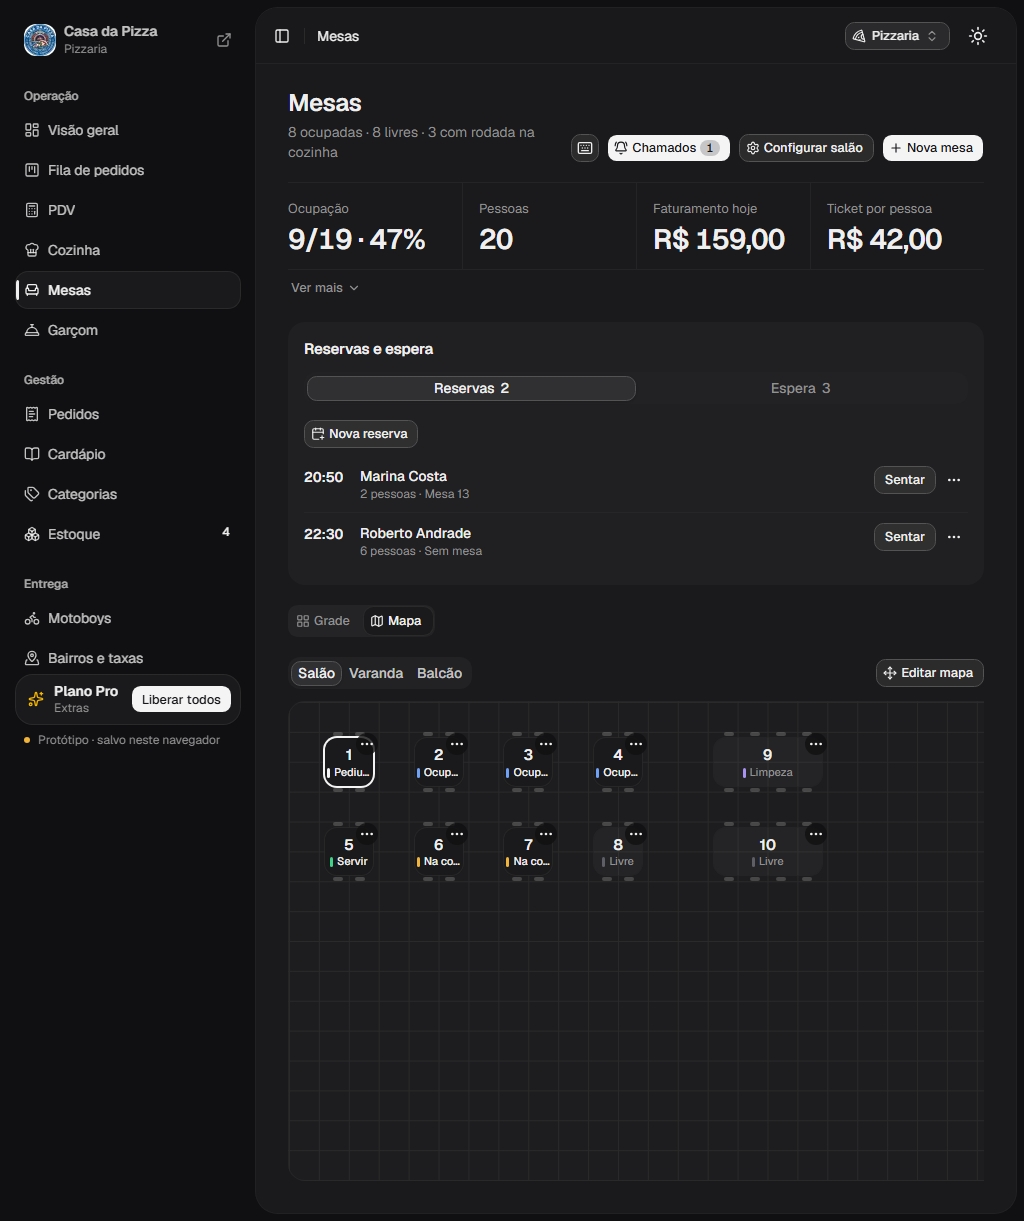 Casa da Pizza
Pizzaria
Operação
Visão geral
Fila de pedidos
PDV
Cozinha
Mesas
Garçom
Gestão
Pedidos
Cardápio
Categorias
Estoque 4
Entrega
Motoboys
Bairros e taxas
Plano Pro
Extras
Liberar todos
Protótipo · salvo neste navegador
Mesas
Pizzaria
Mesas
8 ocupadas · 8 livres · 3 com rodada na
cozinha
Chamados 1
Configurar salão
Nova mesa
Ocupação
9/19 · 47%
Pessoas
20
Faturamento hoje
R$ 159,00
Ticket por pessoa
R$ 42,00
Ver mais
Reservas e espera
Reservas 2
Espera 3
Nova reserva
20:50 Marina Costa
2 pessoas · Mesa 13
Sentar
22:30 Roberto Andrade
6 pessoas · Sem mesa
Sentar
Grade
Mapa
Salão
Varanda
Balcão
Editar mapa
1
Pediu...
2
Ocup...
3
Ocup...
4
Ocup...
9
Limpeza
5
Servir
6
Na co...
7
Na co...
8
Livre
10
Livre